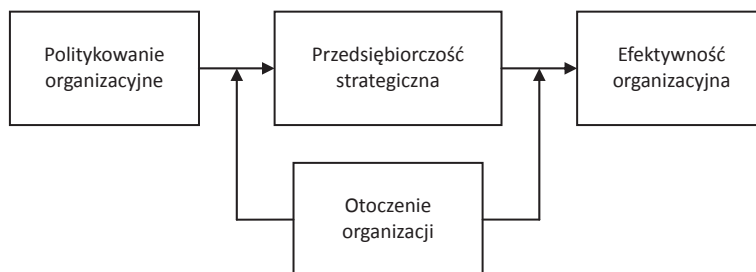 Politykowanie
organizacyjne
Przedsiębiorczość
strategiczna
Efektywność
organizacyjna
Otoczenie
organizacji